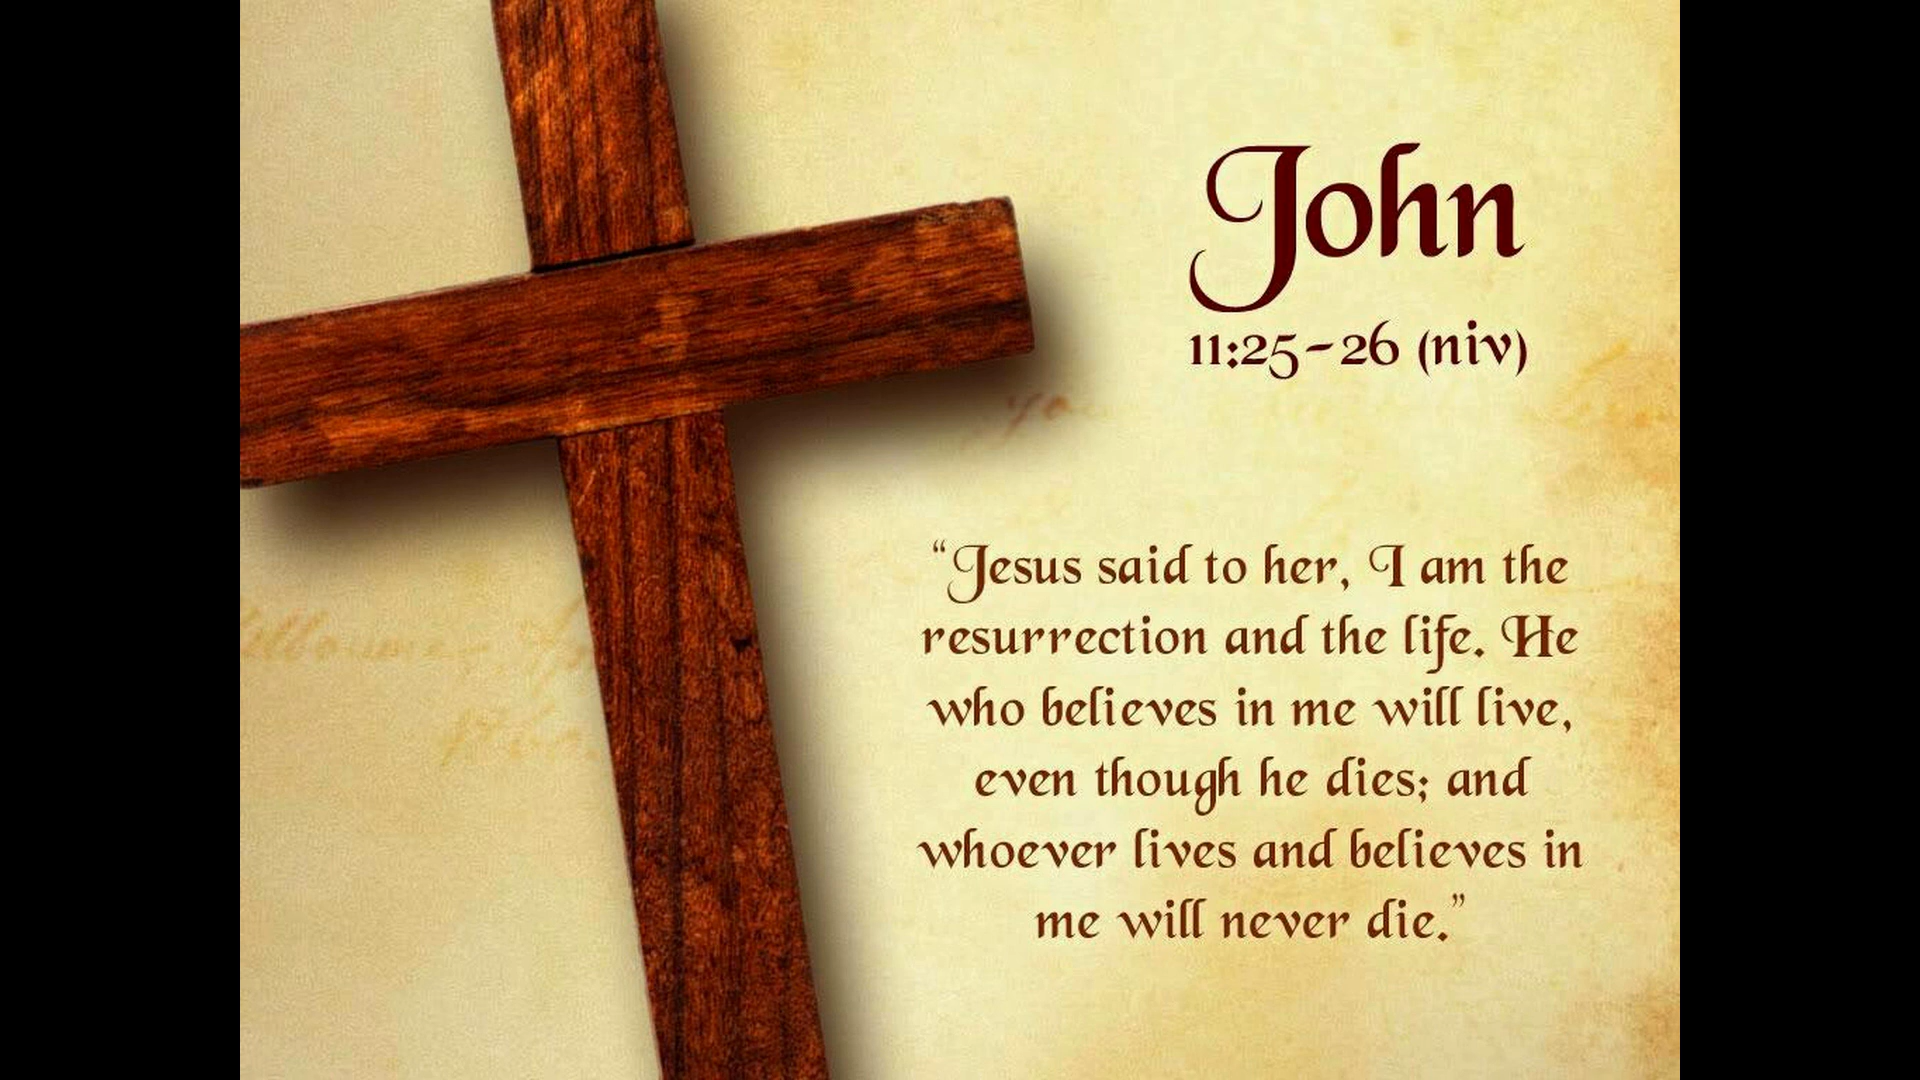 John
11:25-26 (niv)
“Jesus said to her, I am the
resurrection and the life. He
who believes in me will live,
even though he dies; and
whoever lives and believes in
me will never die.”